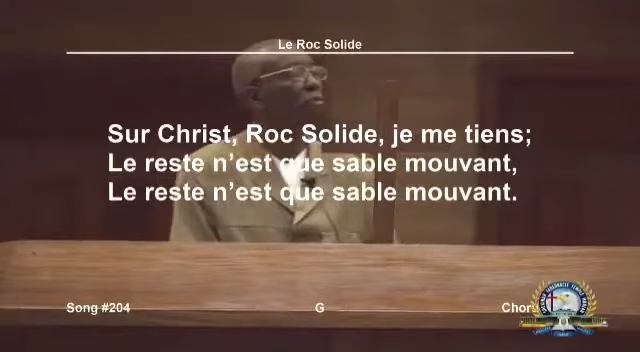 Le Roc Solide
Sur Christ, Roc Solide, je me tiens;
Le reste n’est que sable mouvant,
Le reste n’est que sable mouvant.
Song #204
G